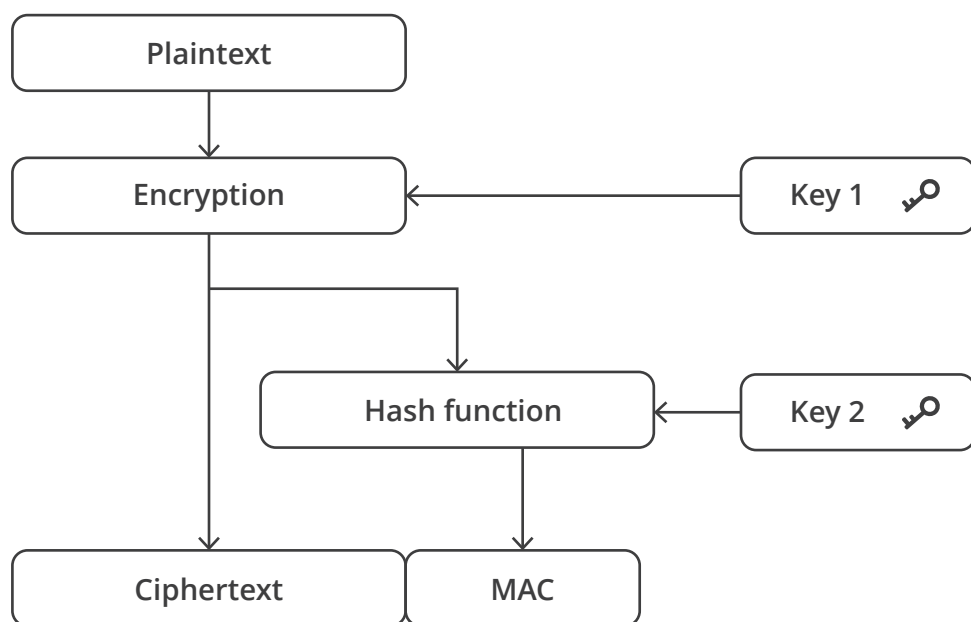 Plaintext
Encryption
Key 1
Hash function
Key 2
Ciphertext
MAC